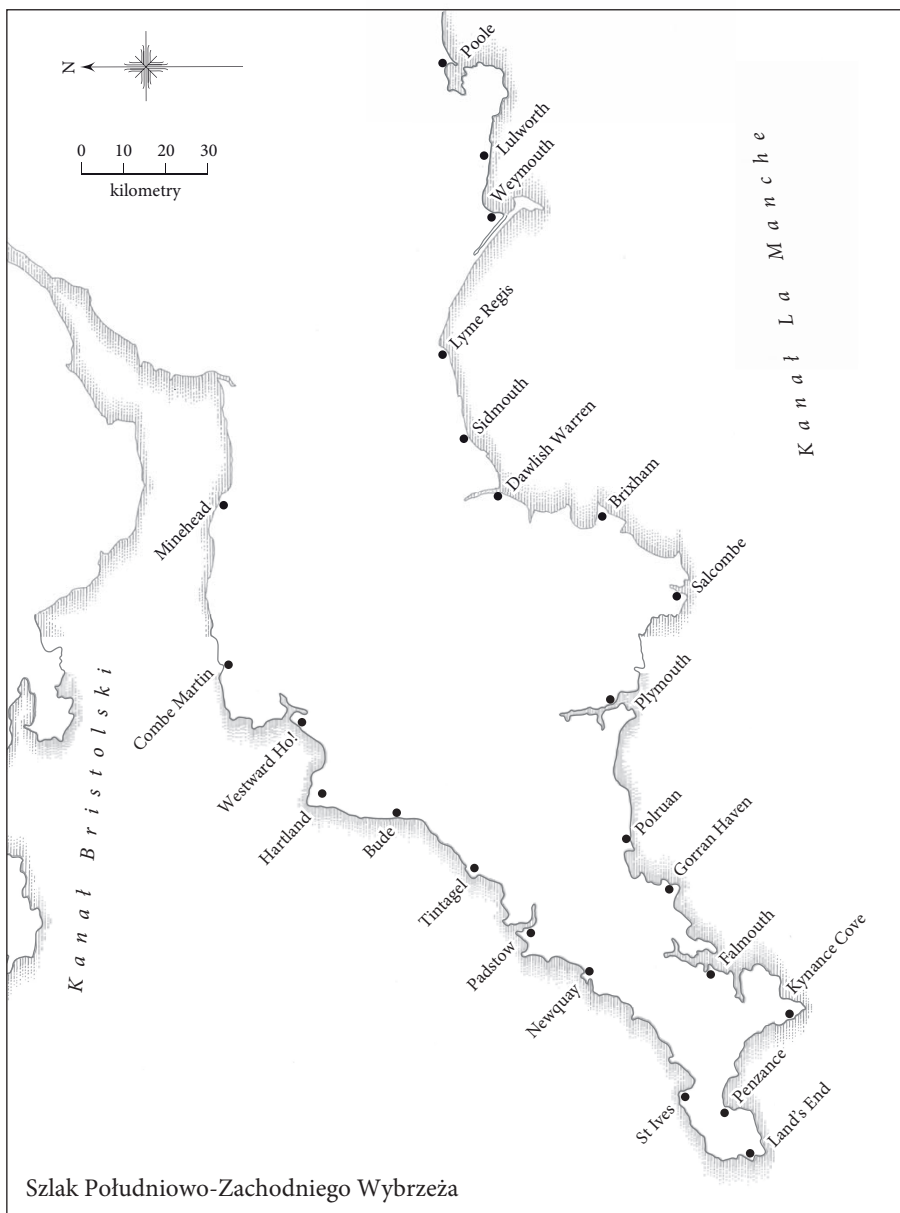 N
0 10 20 30
kilometry
Poole
Lulworth
Weymouth
Kanał La Manche
Lyme Regis
Sidmouth
Dawlish Warren
Brixham
Minehead
Salcombe
Plymouth
Combe Martin
Kanał Bristolski
Westward Ho!
Hartland
Bude
Polruan
Gorran Haven
Tintagel
Padstow
Falmouth
Newquay
Kynance Cove
Penzance
St Ives
Land's End
Szlak Południowo-Zachodniego Wybrzeża